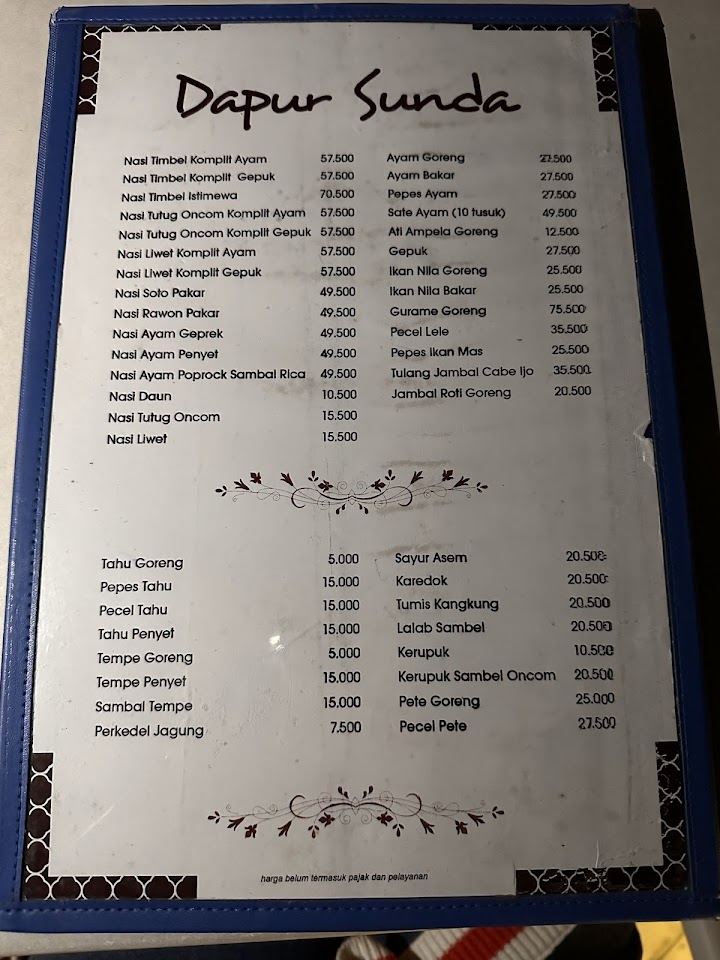 Dapur Sunda
Nasi Timbel Komplit Ayam 57.500
Nasi Timbel Komplit Gepuk 57.500
Nasi Timbel Istimewa 70.500
Nasi Tutug Oncom Komplit Ayam 57.500
Nasi Tutug Oncom Komplit Gepuk 57.500
Nasi Liwet Komplit Ayam 57.500
Nasi Liwet Komplit Gepuk 57.500
Nasi Soto Pakar 49.500
Nasi Rawon Pakar 49.500
Nasi Ayam Geprek 49.500
Nasi Ayam Penyet 49.500
Nasi Ayam Poprock Sambal Rica 49.500
Nasi Daun 10.500
Nasi Tutug Oncom 15.500
Nasi Liwet 15.500
Ayam Goreng 27.500
Ayam Bakar 27.500
Pepes Ayam 27.500
Sate Ayam (10 tusuk) 49.500
Ati Ampela Goreng 12.500
Gepuk 27.500
Ikan Nila Goreng 25.500
Ikan Nila Bakar 25.500
Gurame Goreng 75.500
Pecel Lele 35.500
Pepes Ikan Mas 25.500
Tulang Jambal Cabe Ijo 35.500
Jambal Roti Goreng 20.500
Tahu Goreng 5.000
Pepes Tahu 15.000
Pecel Tahu 15.000
Tahu Penyet 15.000
Tempe Goreng 5.000
Tempe Penyet 15.000
Sambal Tempe 15.000
Perkedel Jagung 7.500
Sayur Asem 20.500
Karedok 20.500
Tumis Kangkung 20.500
Lalab Sambel 20.500
Kerupuk 10.500
Kerupuk Sambel Oncom 20.500
Pete Goreng 25.000
Pecel Pete 27.500
harga belum termasuk pajak dan pelayanan